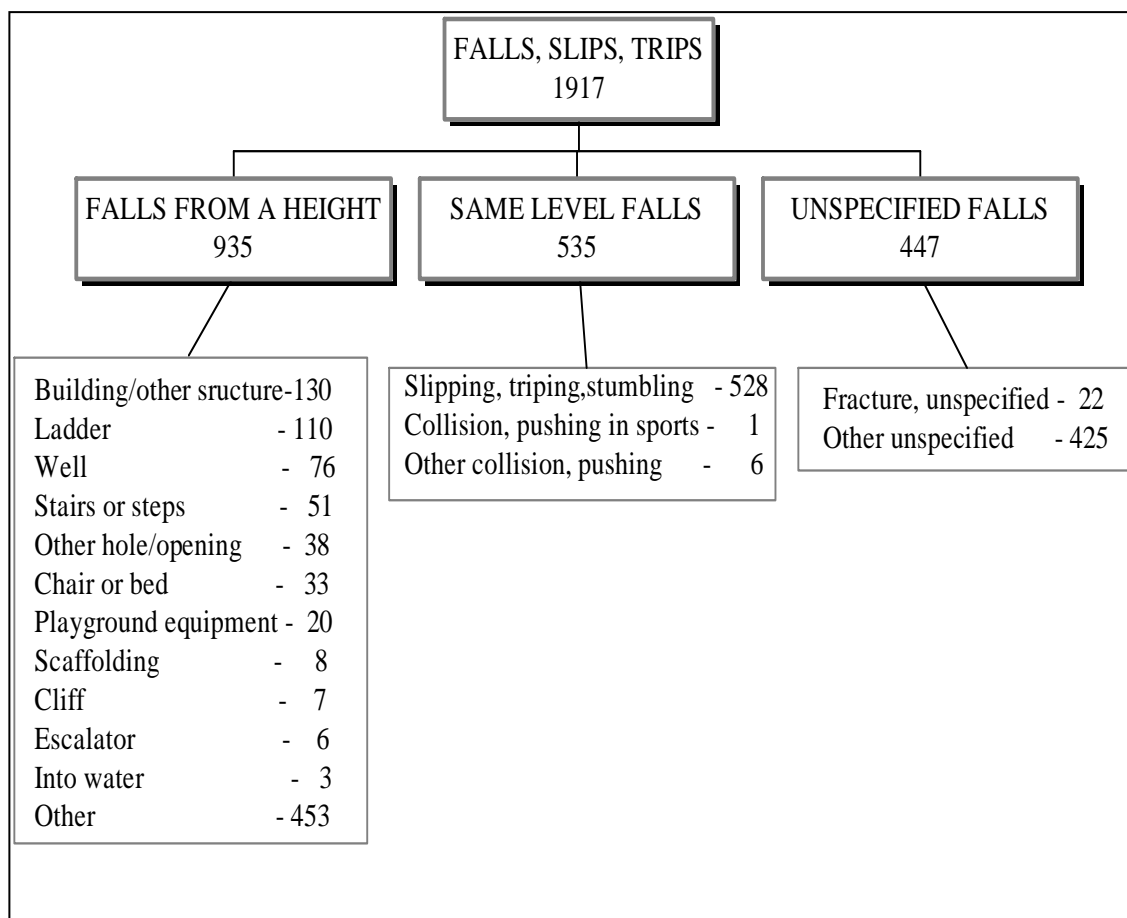 FALLS, SLIPS, TRIPS
1917
FALLS FROM A HEIGHT
935
SAME LEVEL FALLS
535
UNSPECIFIED FALLS
447
Building/other sructure-130
Ladder - 110
Well - 76
Stairs or steps - 51
Other hole/opening - 38
Chair or bed - 33
Playground equipment - 20
Scaffolding - 8
Cliff - 7
Escalator - 6
Into water - 3
Other - 453
Slipping, triping,stumbling - 528
Collision, pushing in sports - 1
Other collision, pushing - 6
Fracture, unspecified - 22
Other unspecified - 425